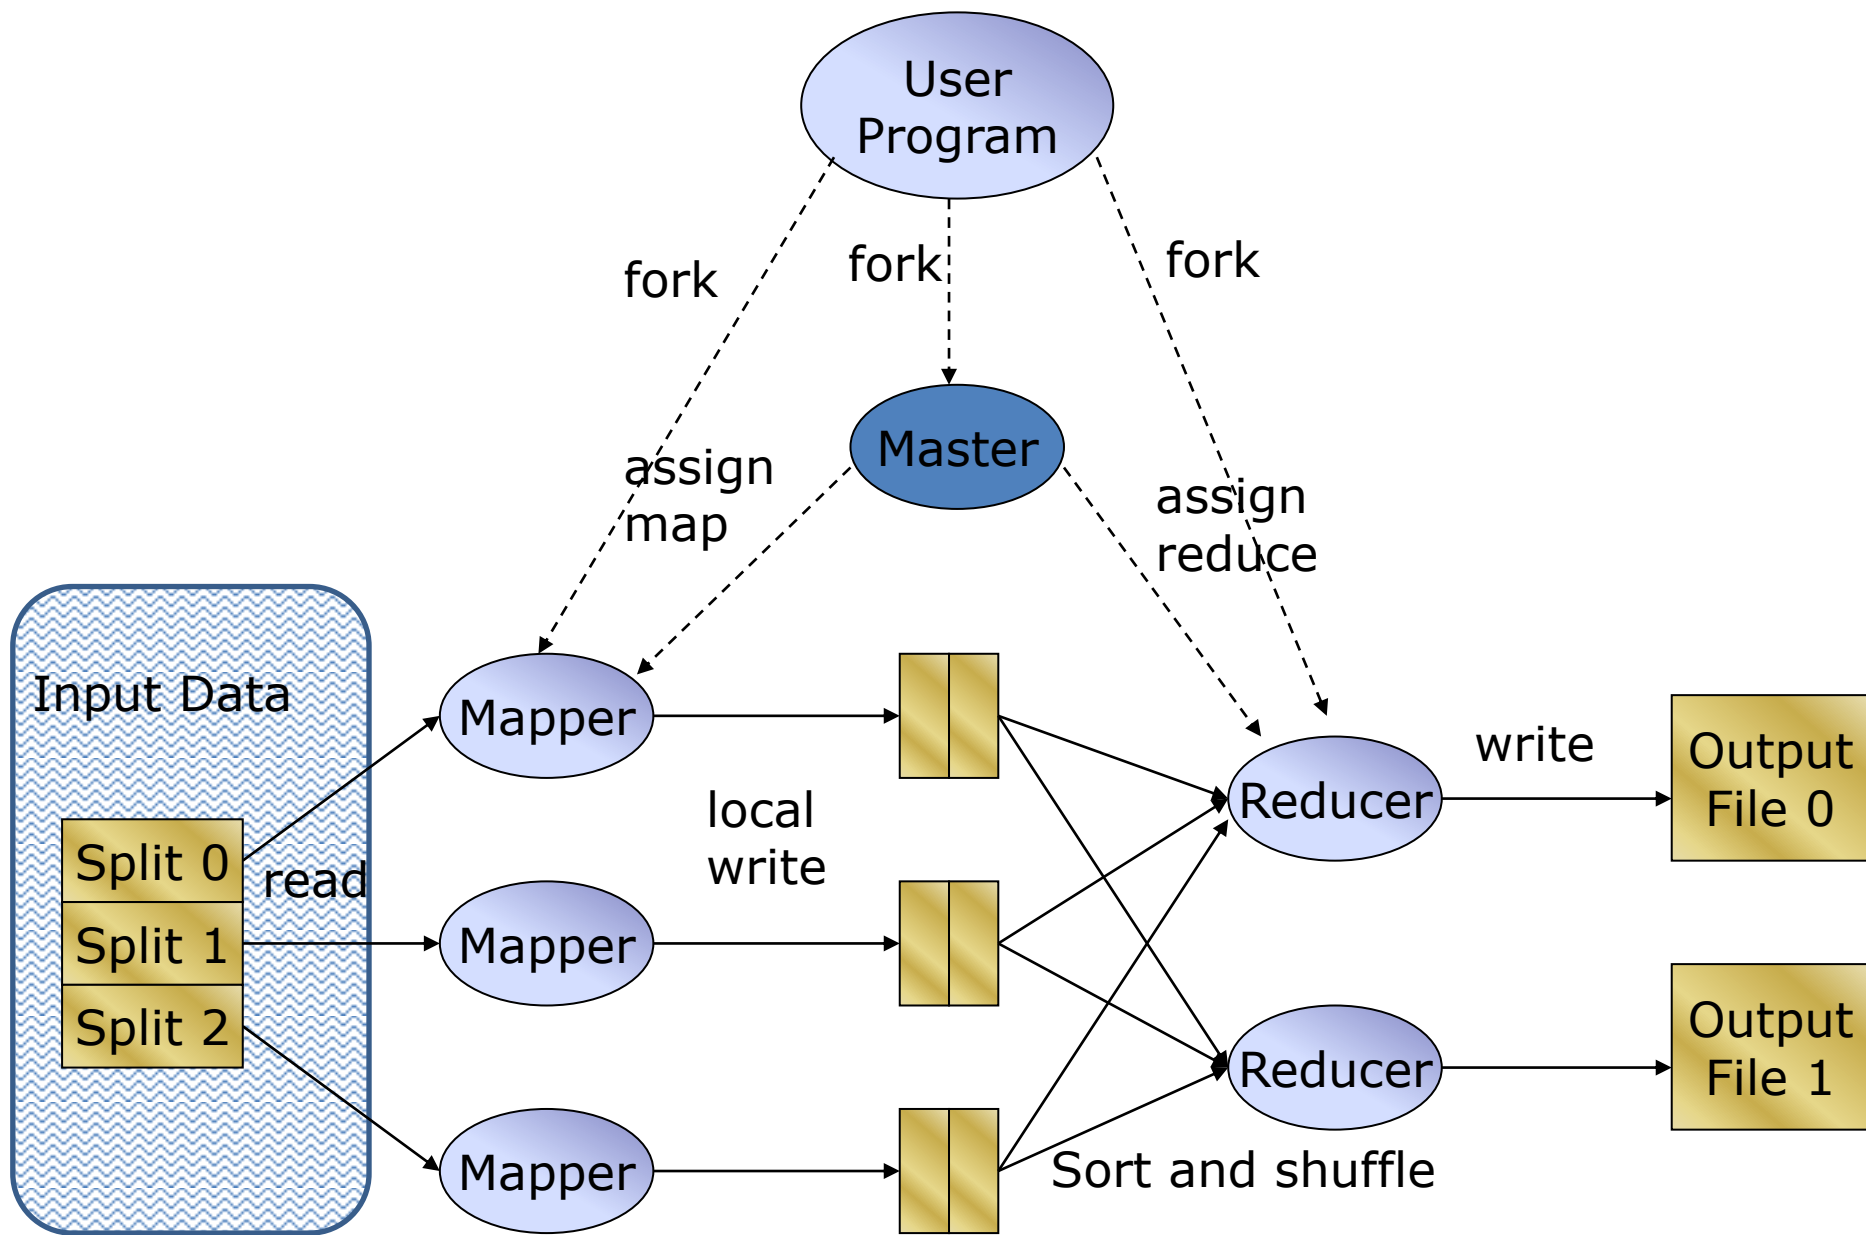 User
Program
fork
fork
fork
Master
assign
map
assign
reduce
Input Data
Mapper
write
Output
File 0
Reducer
local
write
Split 0
read
Split 1
Mapper
Split 2
Output
File 1
Reducer
Mapper
Sort and shuffle